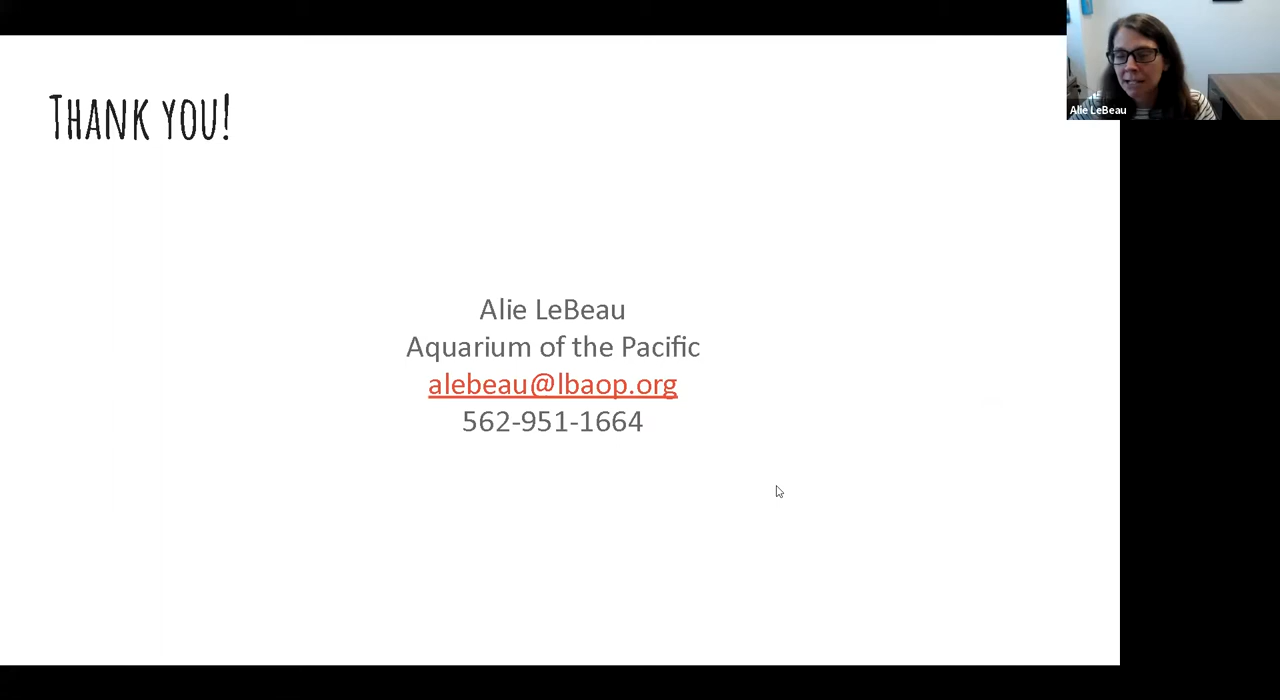 Thank you!
Alie LeBeau
Alie LeBeau
Aquarium of the Pacific
alebeau@lbaop.org
562-951-1664